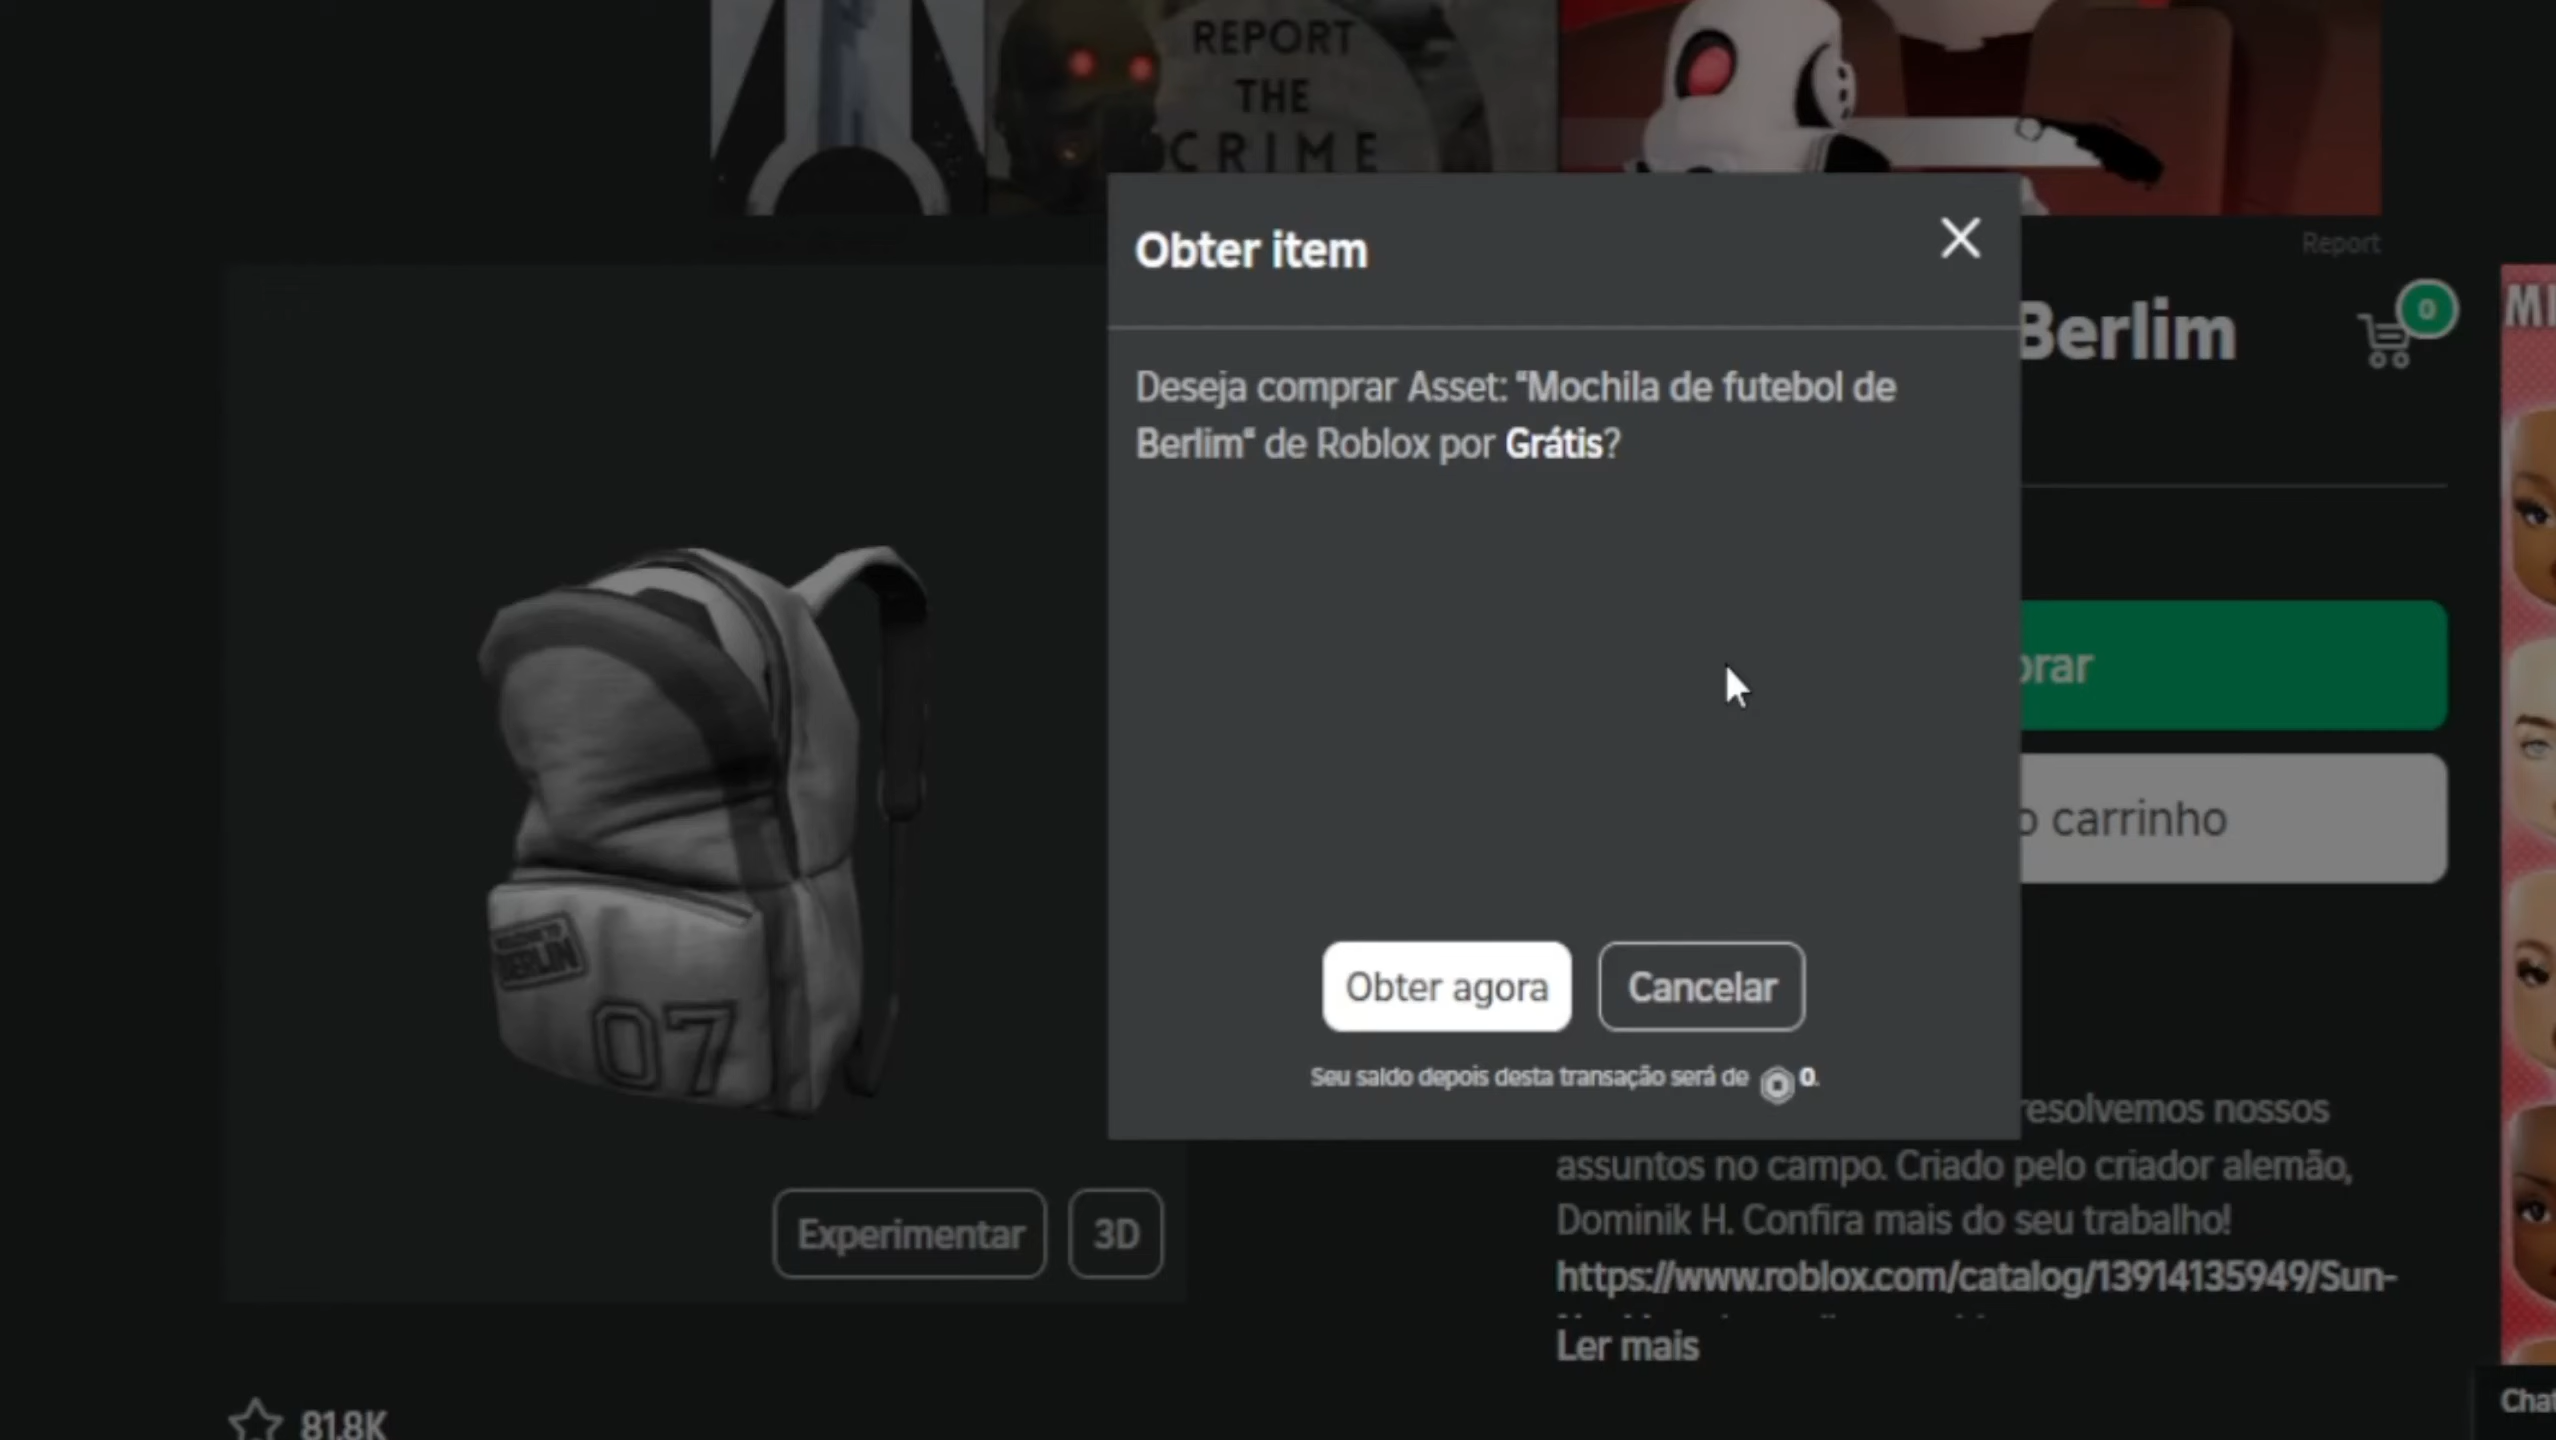 REPORT
THE
CRIME
Report
Obter item
Berlim
0
MI
Deseja comprar Asset: "Mochila de futebol de
Berlim" de Roblox por Grátis?
orar
o carrinho
BERLIN
07
Obter agora
Cancelar
Seu saldo depois desta transação será de 0.
resolvemos nossos
assuntos no campo. Criado pelo criador alemão,
Dominik H. Confira mais do seu trabalho!
https://www.roblox.com/catalog/13914135949/Sun-
Ler mais
Experimentar
3D
81.8K
Chat